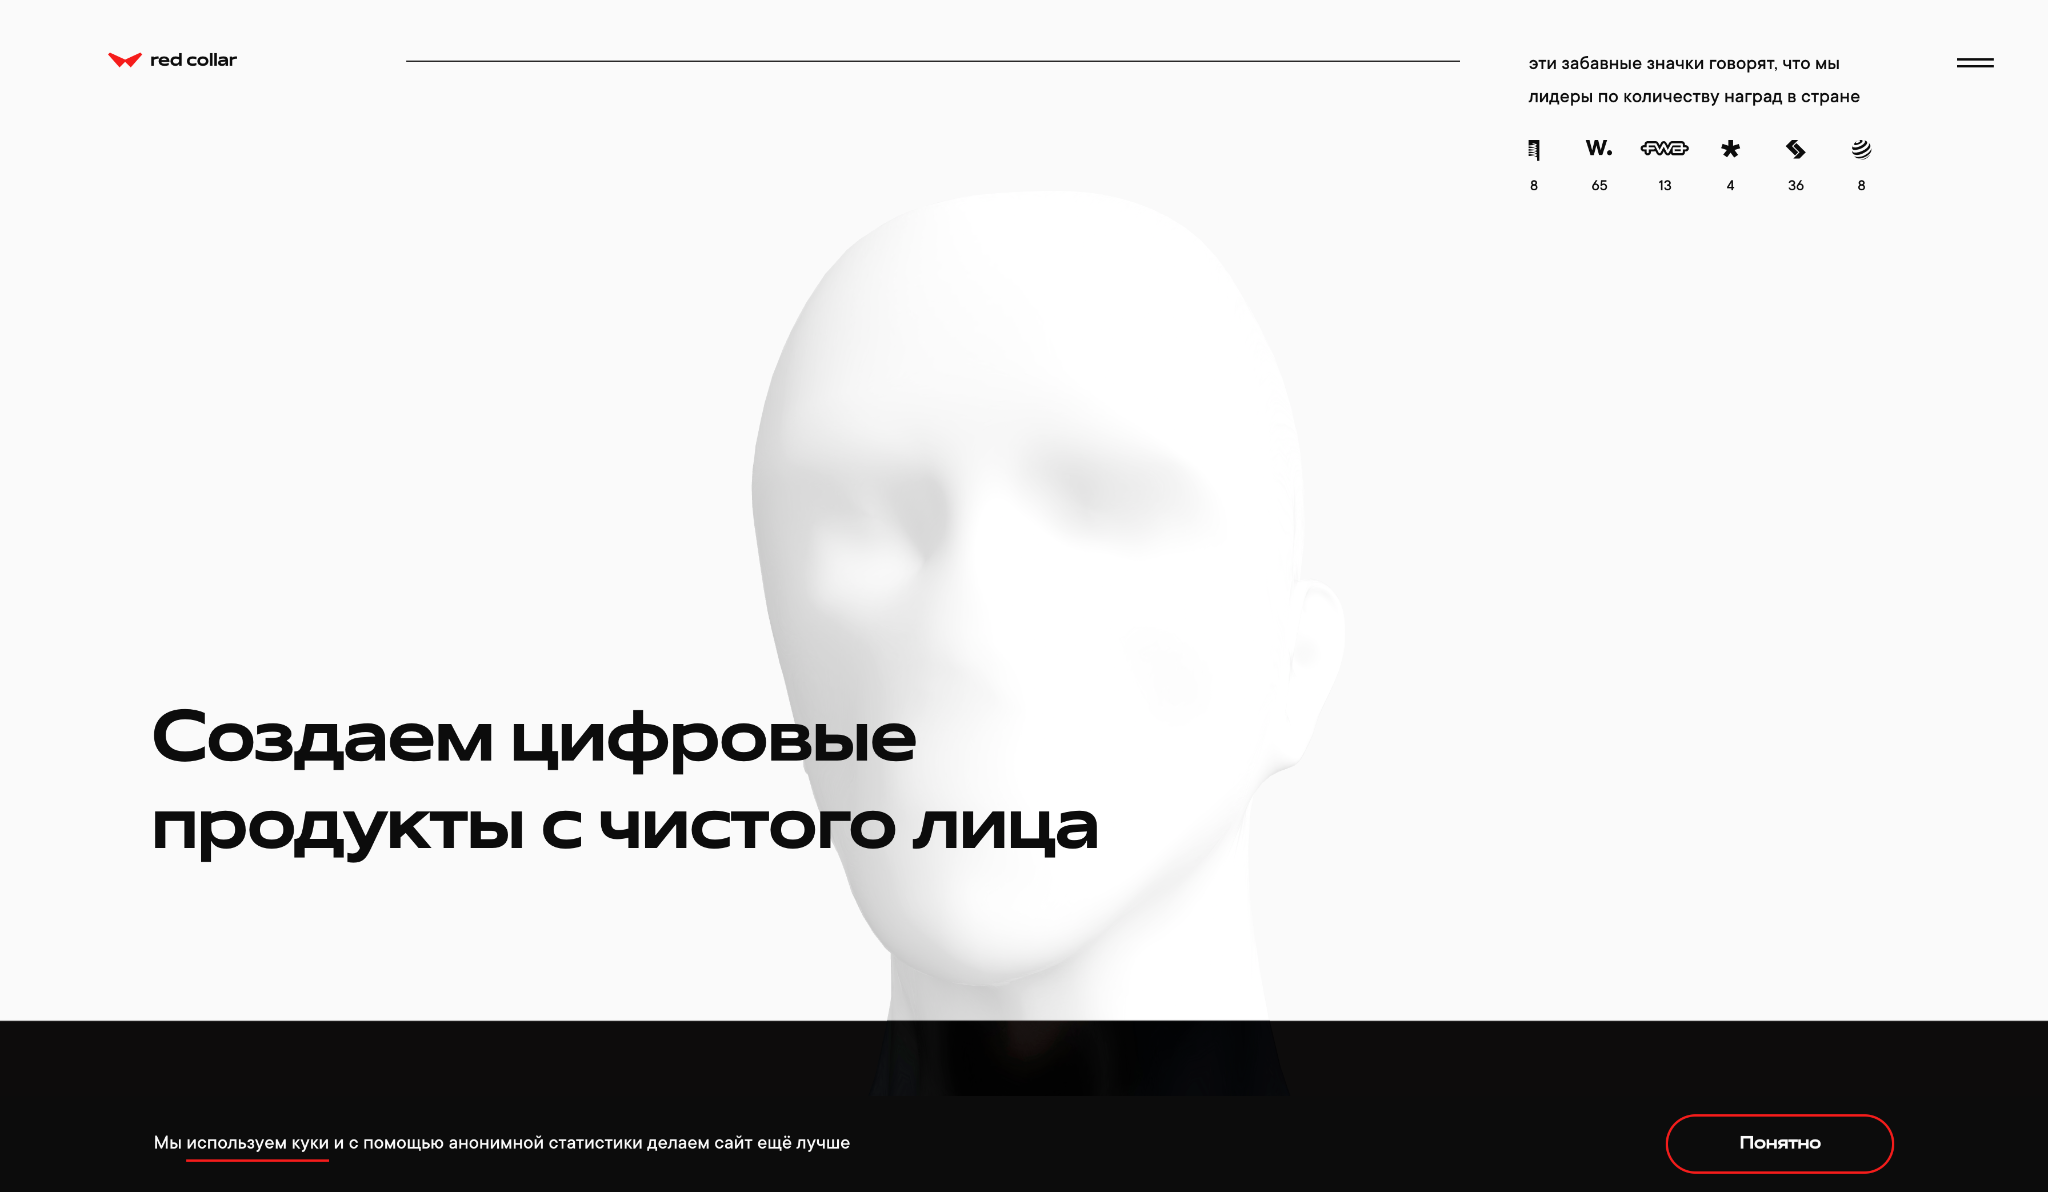 red collar
эти забавные значки говорят, что мы
лидеры по количеству наград в стране
W. FWA
8 65 13 4 36 8
Создаем цифровые
продукты с чистого лица
Мы используем куки и с помощью анонимной статистики делаем сайт ещё лучше
Понятно